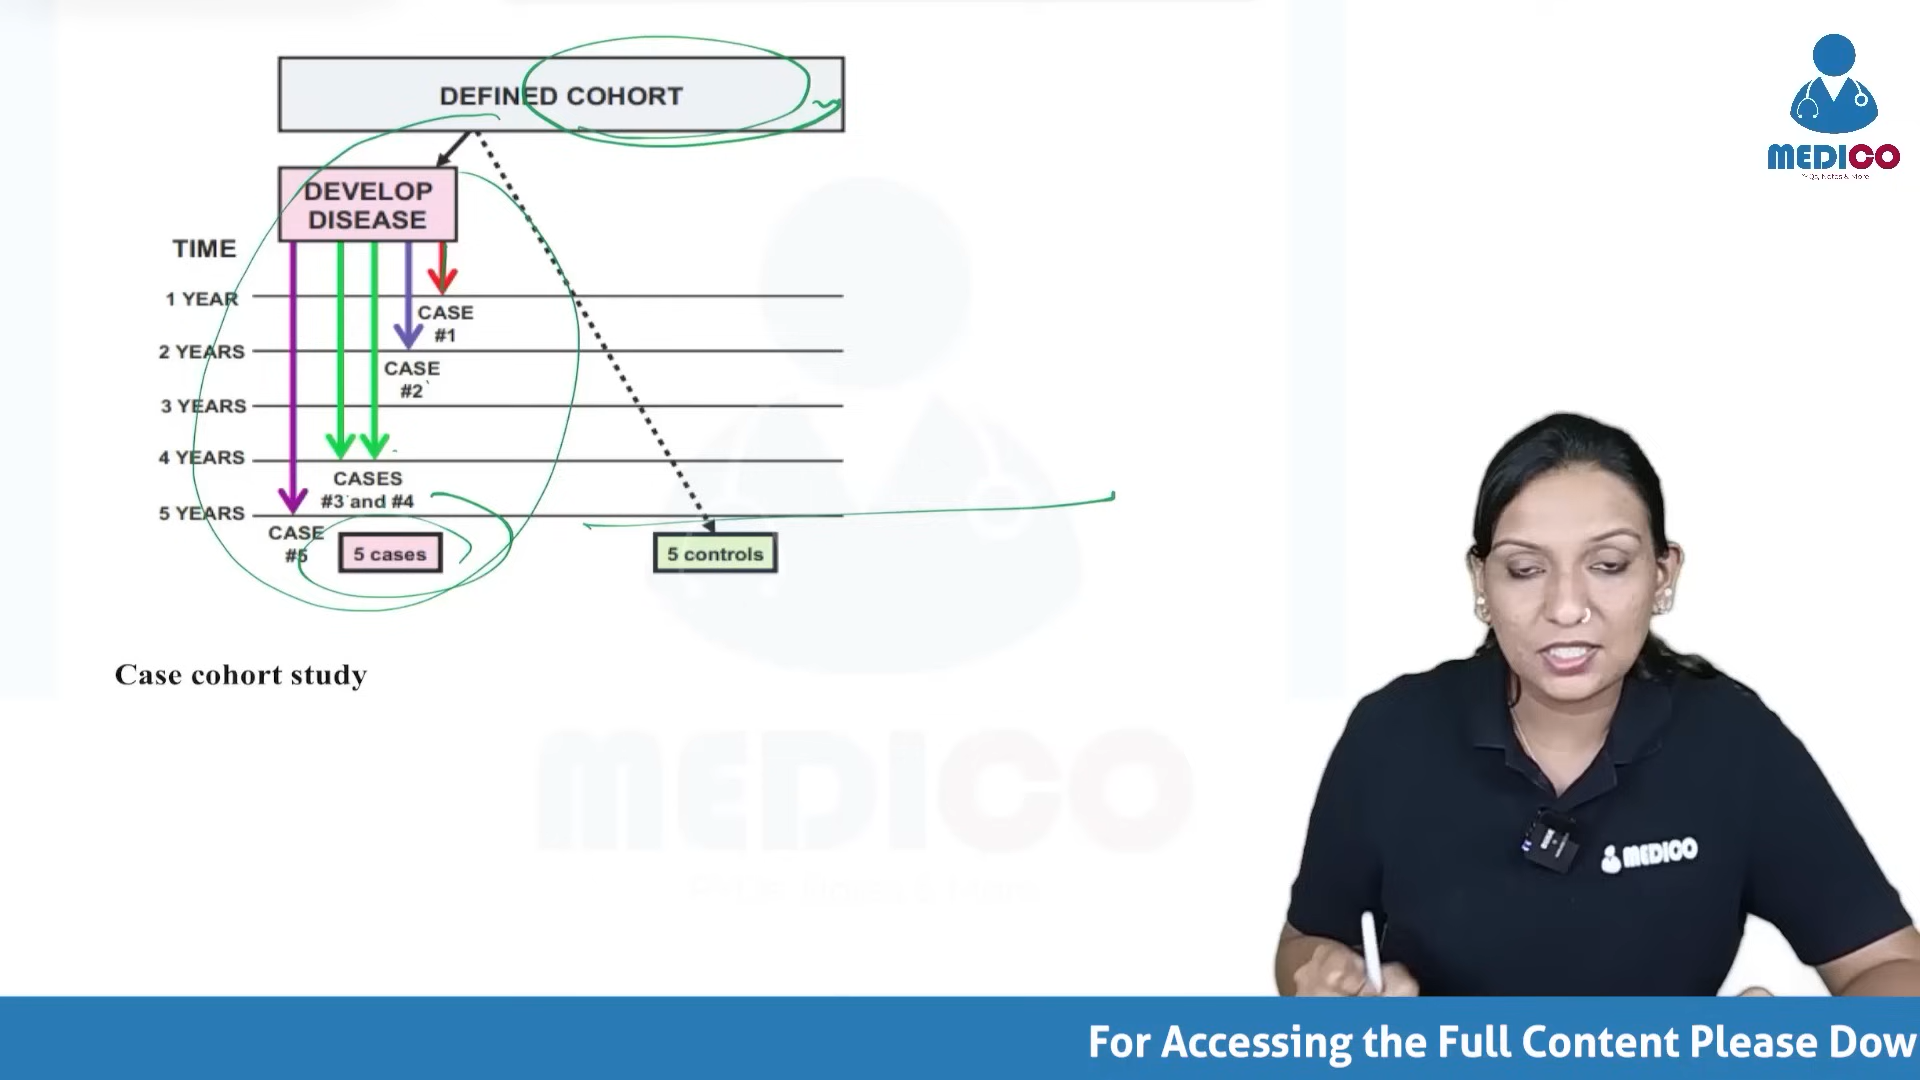 DEFINED COHORT
DEVELOP
DISEASE
TIME
1 YEAR
CASE
#1
2 YEARS
CASE
#2
3 YEARS
4 YEARS
CASES
#3 and #4
5 YEARS
CASE
#5
5 cases
5 controls
Case cohort study
MEDICO
MEDICO
MEDICO
For Accessing the Full Content Please Dow